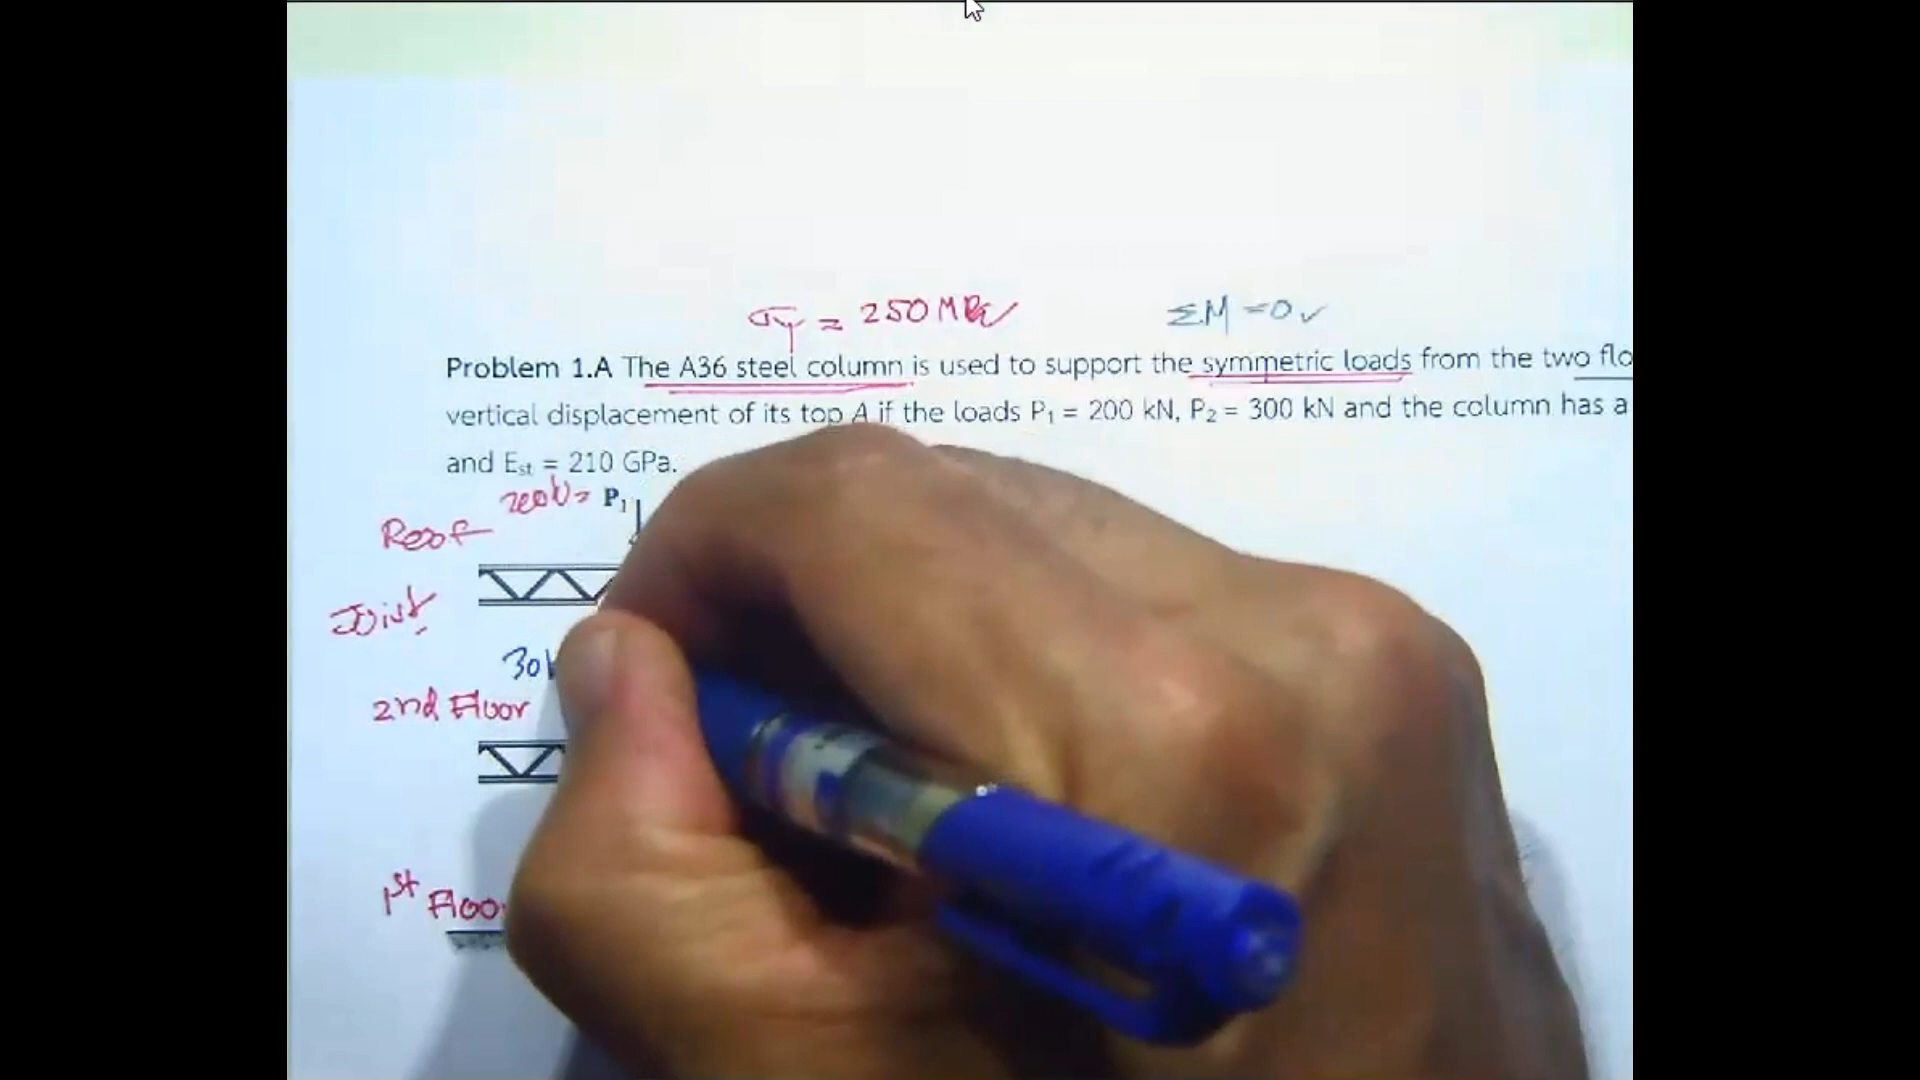 σY = 250 MPa ΣM = 0 ✓
Problem 1.A The A36 steel column is used to support the symmetric loads from the two flo
vertical displacement of its top A if the loads P1 = 200 kN, P2 = 300 kN and the column has a
and Est = 210 GPa.
= P1
Roof
Joist
30
2nd Floor
1st Floo